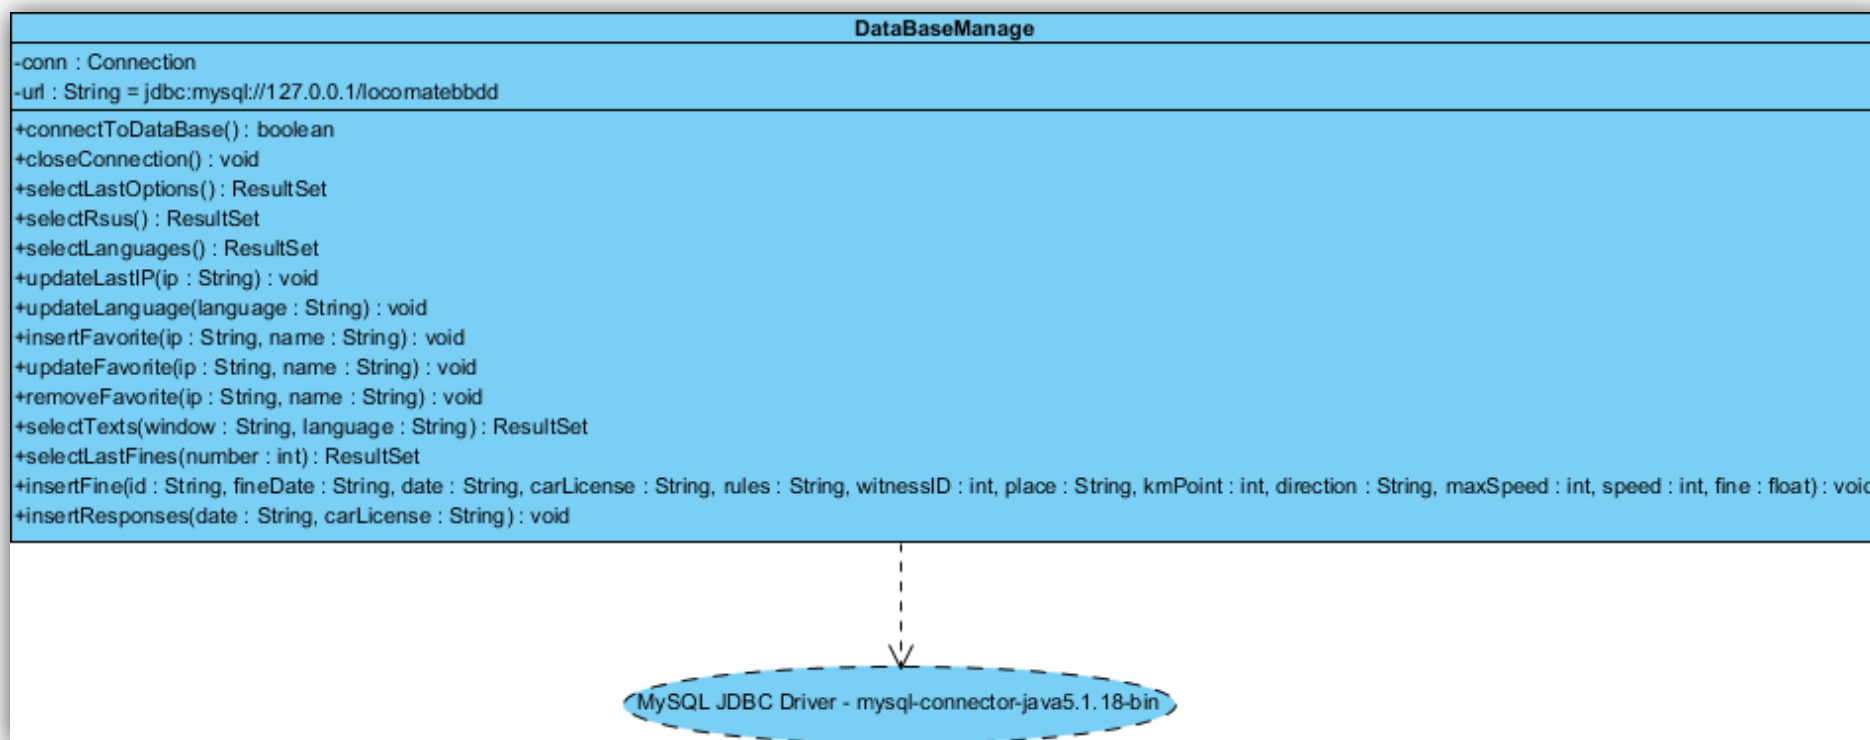 DataBaseManage
-conn : Connection
-url : String = jdbc:mysql://127.0.0.1/locomatebbdd
+connectToDataBase() : boolean
+closeConnection() : void
+selectLastOptions() : ResultSet
+selectRsus() : ResultSet
+selectLanguages() : ResultSet
+updateLastIP(ip : String) : void
+updateLanguage(language : String) : void
+insertFavorite(ip : String, name : String) : void
+updateFavorite(ip : String, name : String) : void
+removeFavorite(ip : String, name : String) : void
+selectTexts(window : String, language : String) : ResultSet
+selectLastFines(number : int) : ResultSet
+insertFine(id : String, fineDate : String, date : String, carLicense : String, rules : String, witnessID : int, place : String, kmPoint : int, direction : String, maxSpeed : int, speed : int, fine : float) : void
+insertResponses(date : String, carLicense : String) : void
MySQL JDBC Driver - mysql-connector-java5.1.18-bin